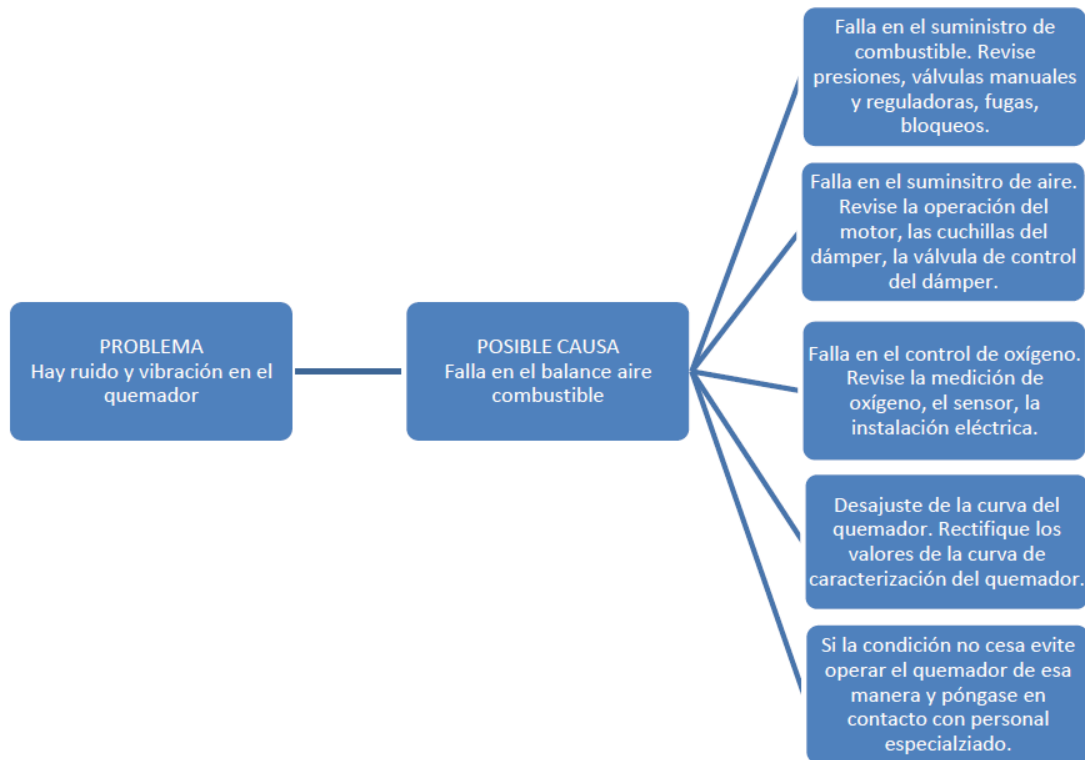 PROBLEMA
Hay ruido y vibración en el
quemador
POSIBLE CAUSA
Falla en el balance aire
combustible
Falla en el suministro de
combustible. Revise
presiones, válvulas manuales
y reguladoras, fugas,
bloqueos.
Falla en el suminsitro de aire.
Revise la operación del
motor, las cuchillas del
dámper, la válvula de control
del dámper.
Falla en el control de oxígeno.
Revise la medición de
oxígeno, el sensor, la
instalación eléctrica.
Desajuste de la curva del
quemador. Rectifique los
valores de la curva de
caracterización del quemador.
Si la condición no cesa evite
operar el quemador de esa
manera y póngase en
contacto con personal
especialziado.